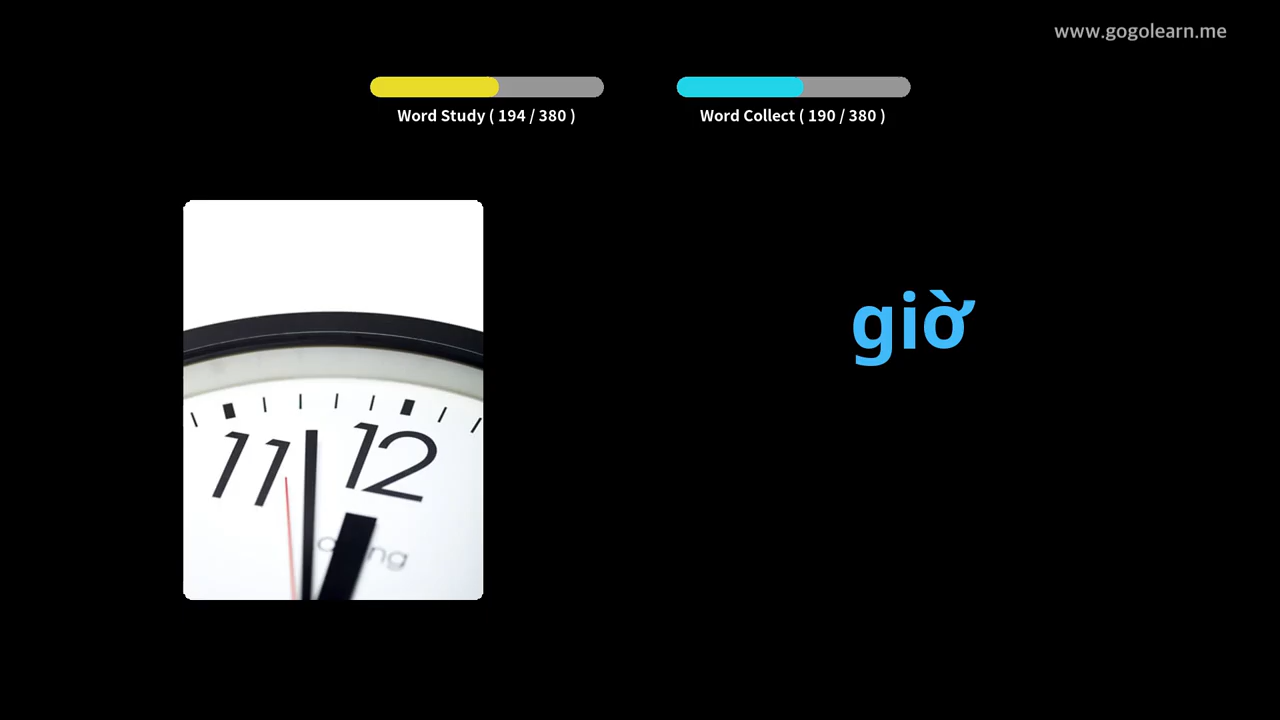 www.gogolearn.me
Word Study ( 194 / 380 )
Word Collect ( 190 / 380 )
giờ
11
12